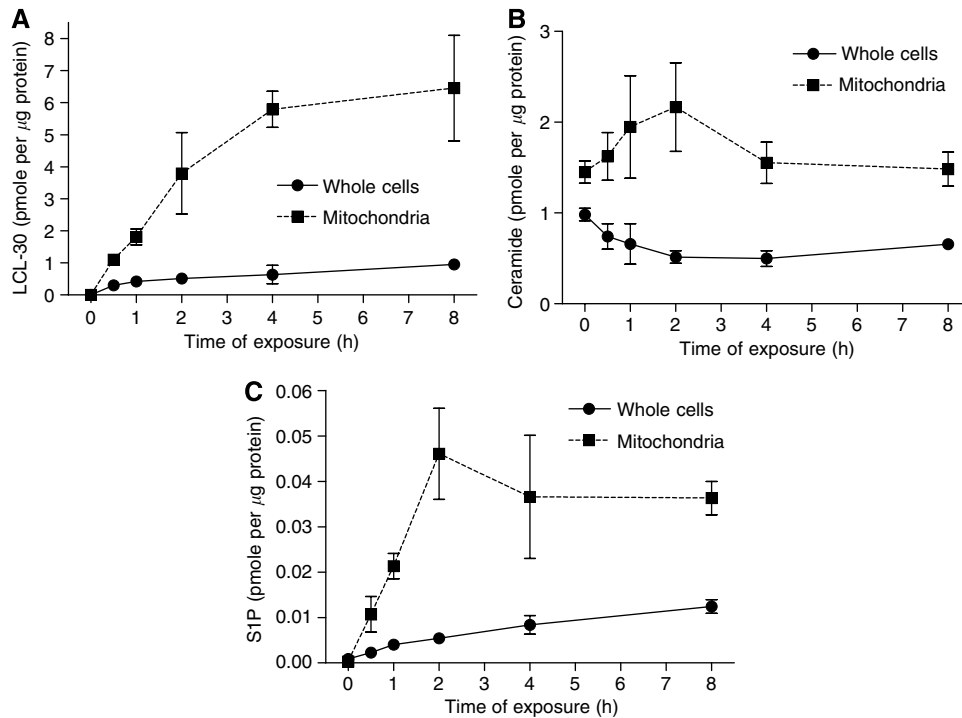 A
LCL-30 (pmole per μg protein)
8
7
6
5
4
3
2
1
0
Whole cells
Mitochondria
0 1 2 3 4 5 6 7 8
Time of exposure (h)
B
Ceramide (pmole per μg protein)
3
2
1
0
Whole cells
Mitochondria
0 1 2 3 4 5 6 7 8
Time of exposure (h)
C
S1P (pmole per μg protein)
0.06
0.05
0.04
0.03
0.02
0.01
0.00
Whole cells
Mitochondria
0 1 2 3 4 5 6 7 8
Time of exposure (h)